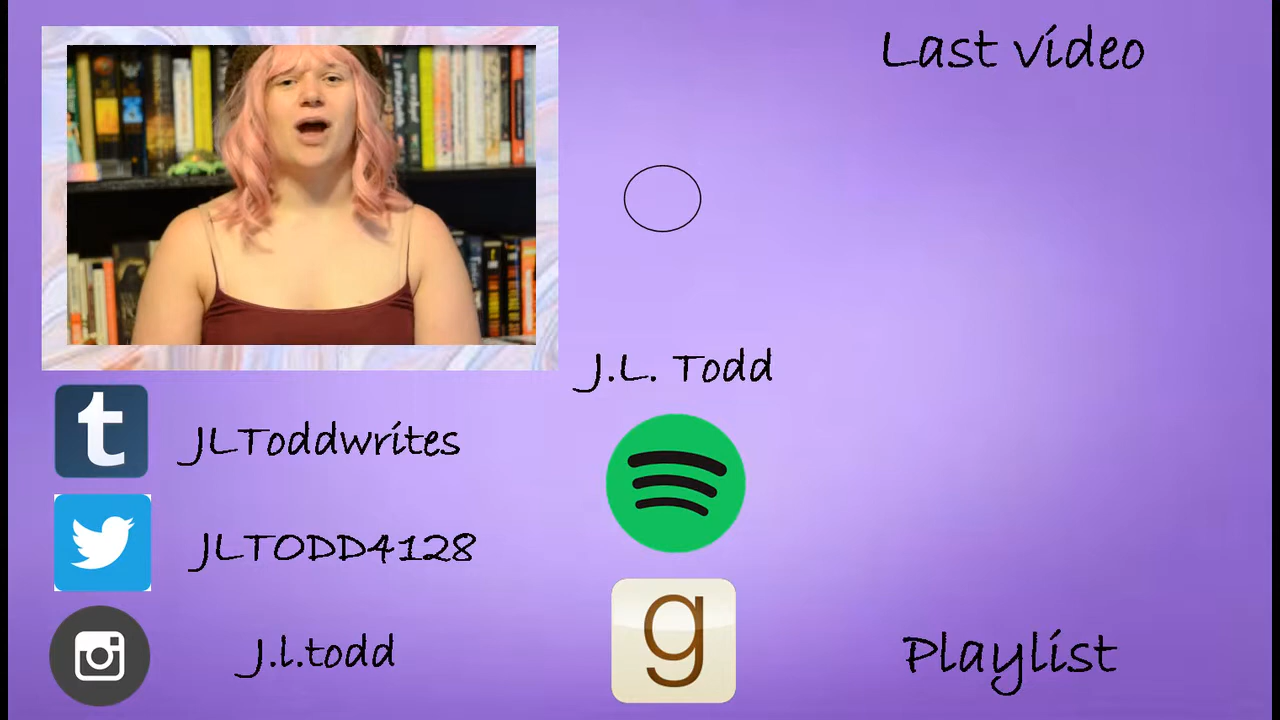 Last video
J.L. Todd
t
JLToddwrites
JLTODD4128
J.l.todd
g
Playlist